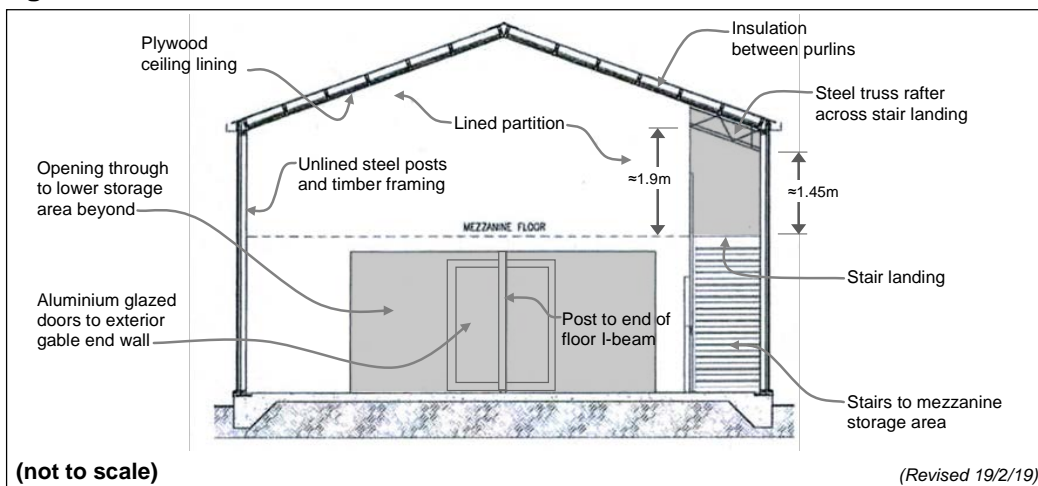 Plywood
ceiling lining
Insulation
between purlins
Steel truss rafter
across stair landing
Lined partition
Opening through
to lower storage
area beyond
Unlined steel posts
and timber framing
≈1.9m
≈1.45m
MEZZANINE FLOOR
Stair landing
Aluminium glazed
doors to exterior
gable end wall
Post to end of
floor I-beam
Stairs to mezzanine
storage area
(not to scale)
(Revised 19/2/19)